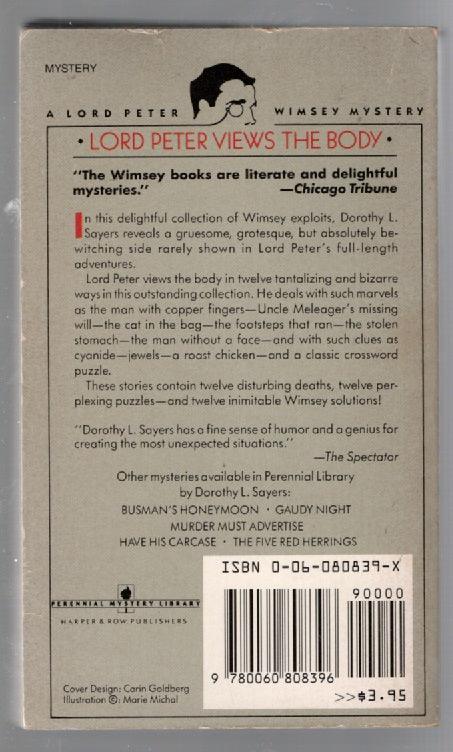 MYSTERY
A LORD PETER WIMSEY MYSTERY
• LORD PETER VIEWS THE BODY •
"The Wimsey books are literate and delightful
mysteries." —Chicago Tribune
In this delightful collection of Wimsey exploits, Dorothy L.
Sayers reveals a gruesome, grotesque, but absolutely be-
witching side rarely shown in Lord Peter's full-length
adventures.
Lord Peter views the body in twelve tantalizing and bizarre
ways in this outstanding collection. He deals with such marvels
as the man with copper fingers—Uncle Meleager's missing
will—the cat in the bag—the footsteps that ran—the stolen
stomach—the man without a face—and with such clues as
cyanide—jewels—a roast chicken—and a classic crossword
puzzle.
These stories contain twelve disturbing deaths, twelve per-
plexing puzzles—and twelve inimitable Wimsey solutions!
"Dorothy L. Sayers has a fine sense of humor and a genius for
creating the most unexpected situations."
—The Spectator
Other mysteries available in Perennial Library
by Dorothy L. Sayers:
BUSMAN'S HONEYMOON • GAUDY NIGHT
MURDER MUST ADVERTISE
HAVE HIS CARCASE • THE FIVE RED HERRINGS
PERENNIAL MYSTERY LIBRARY
HARPER & ROW PUBLISHERS
Cover Design: Carin Goldberg
Illustration ©: Marie Michal
ISBN 0-06-080839-X
90000
9 780060 808396
>>$3.95